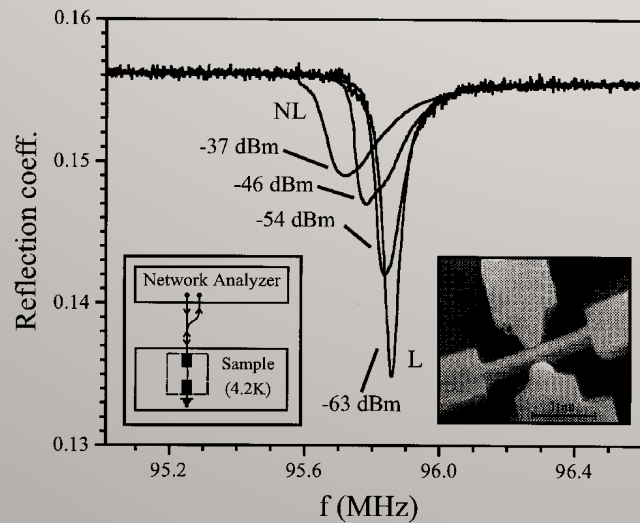 0.16
0.15
0.14
0.13
Reflection coeff.
NL
-37 dBm
-46 dBm
-54 dBm
-63 dBm
L
Network Analyzer
Sample
(4.2K)
1µm
95.2
95.6
96.0
96.4
f (MHz)